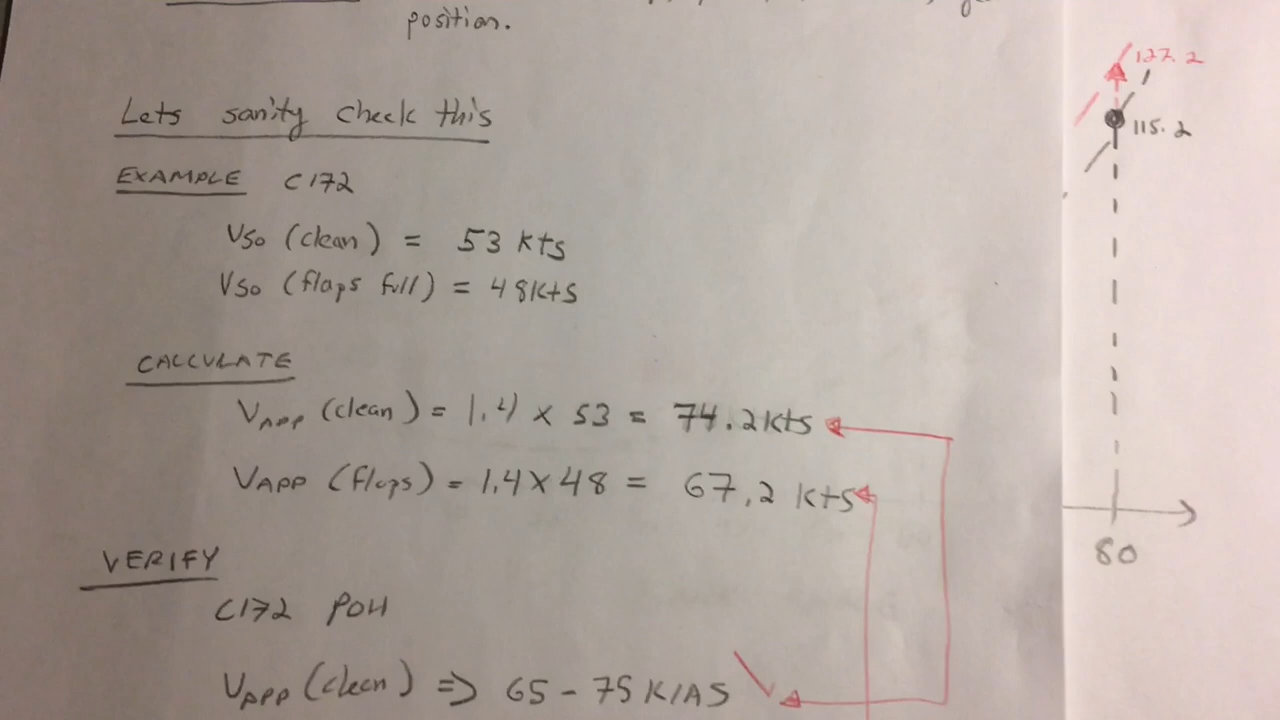 position.
Lets sanity check this
EXAMPLE C172
Vso (clean) = 53 kts
Vso (flaps full) = 48kts
CALCULATE
VAPP (clean) = 1.4 x 53 = 74.2kts
VAPP (flaps) = 1.4 x 48 = 67.2 kts
VERIFY
C172 POH
VAPP (clean) => 65 - 75 KIAS
127.2
115.2
80